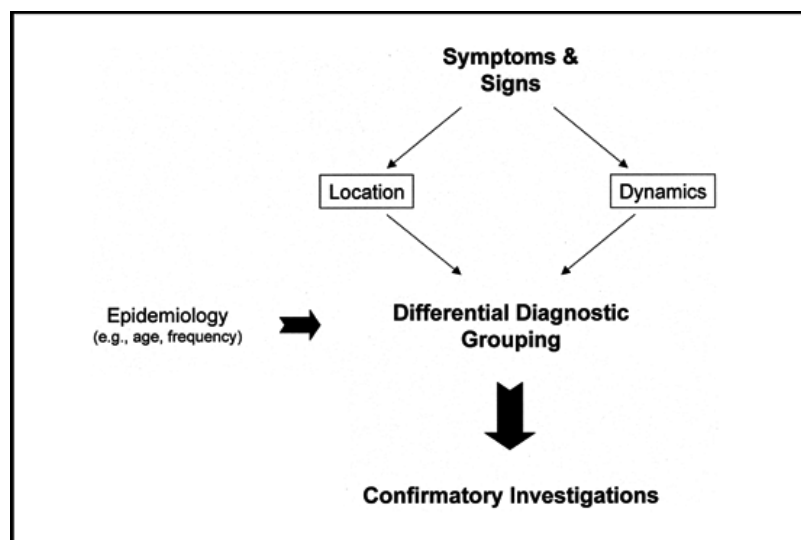 Symptoms &
Signs
Location
Dynamics
Epidemiology
(e.g., age, frequency)
Differential Diagnostic
Grouping
Confirmatory Investigations